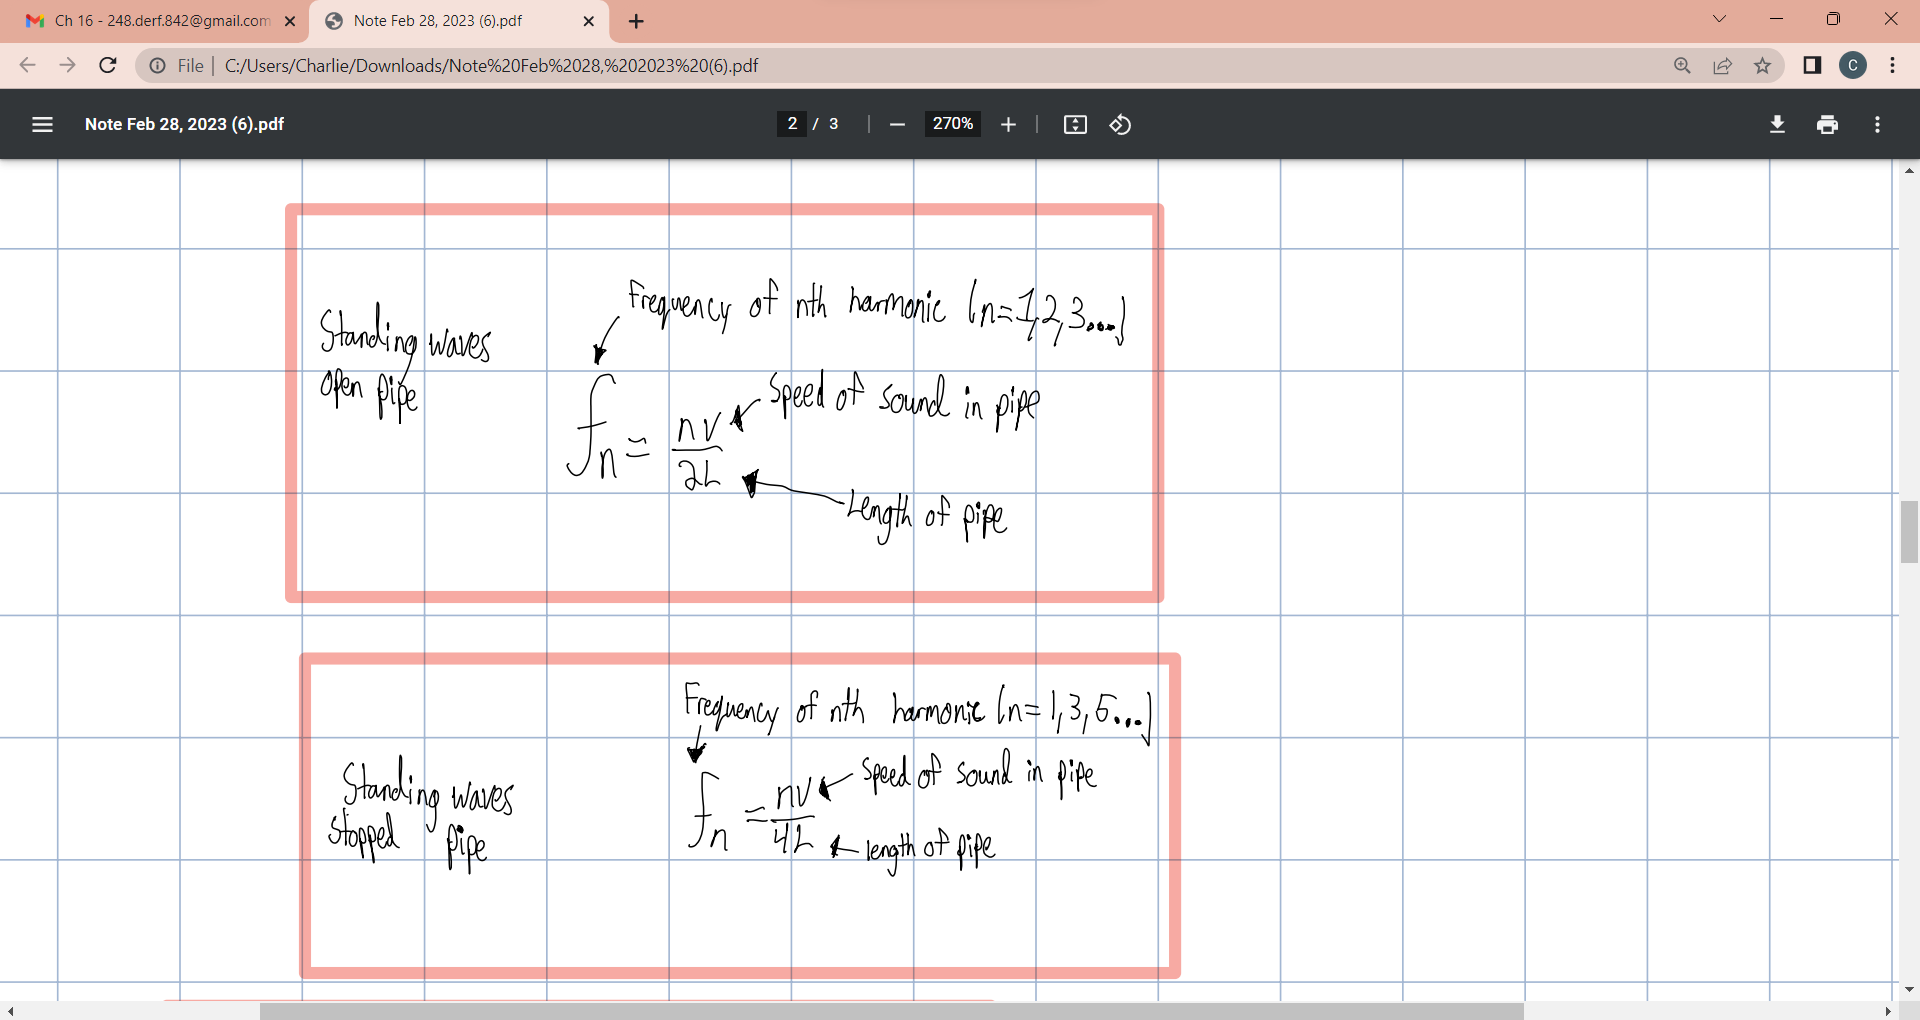 Ch 16 - 248.derf.842@gmail.com
Note Feb 28, 2023 (6).pdf
File
C:/Users/Charlie/Downloads/Note%20Feb%2028,%202023%20(6).pdf
C
Note Feb 28, 2023 (6).pdf
2 / 3
270%
Frequency of nth harmonic (n=1,2,3....)
Standing waves
open pipe
Speed of sound in pipe
fn = nv/2L
Length of pipe
Frequency of nth harmonic (n=1,3,5...)
Standing waves
stopped pipe
Speed of sound in pipe
fn = nv/4L
length of pipe